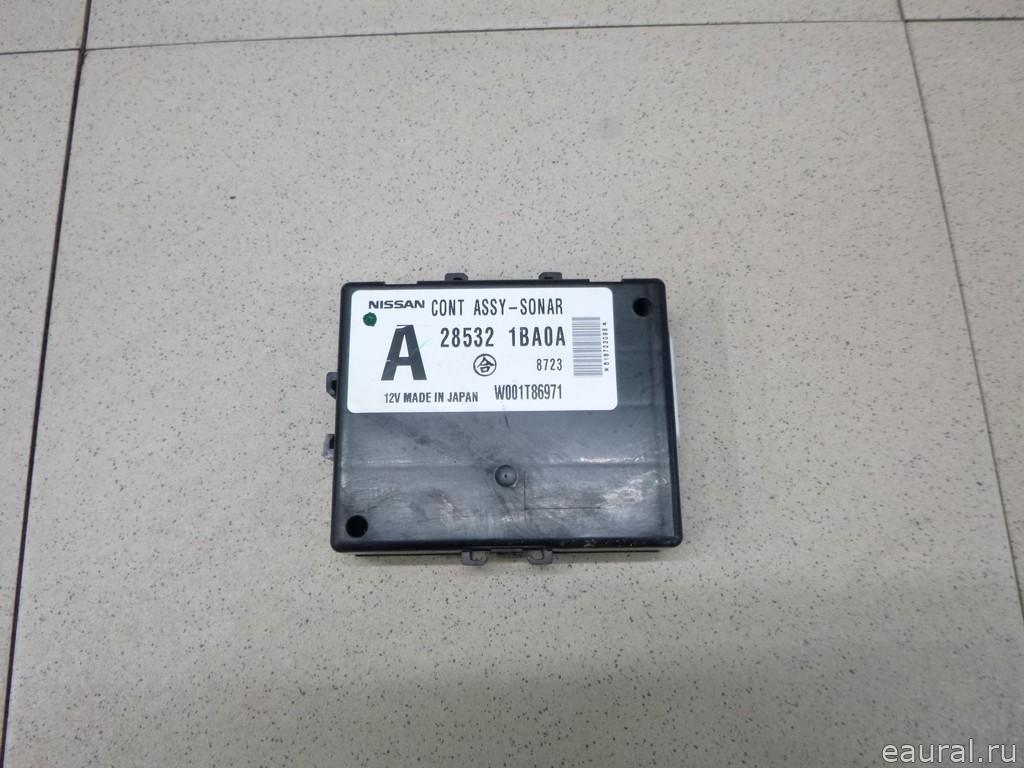 NISSAN CONT ASSY-SONAR
A 28532 1BA0A
合 8723
12V MADE IN JAPAN W001T86971
eaural.ru